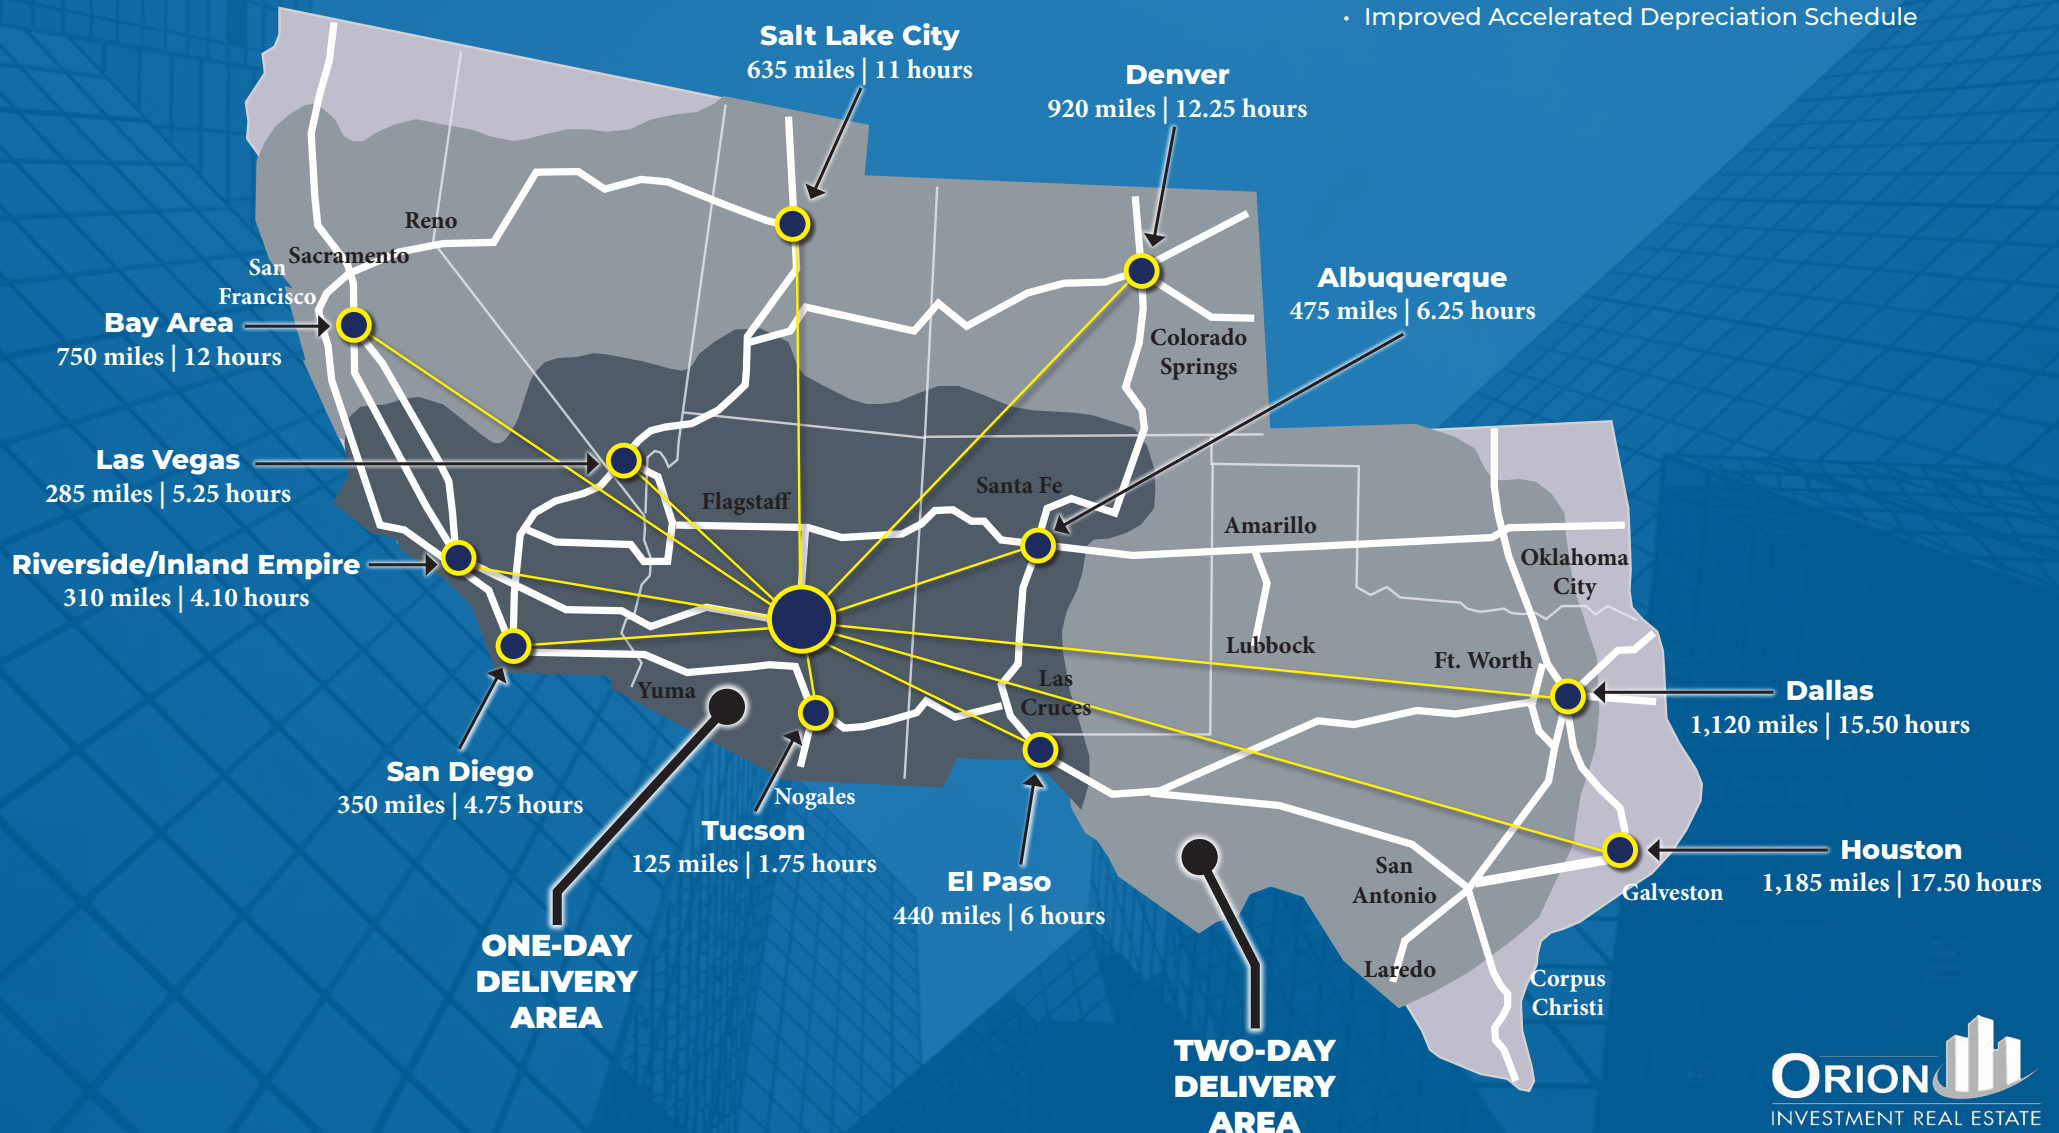 · Improved Accelerated Depreciation Schedule
Salt Lake City
635 miles | 11 hours
Denver
920 miles | 12.25 hours
Reno
Sacramento
San
Francisco
Albuquerque
475 miles | 6.25 hours
Bay Area
750 miles | 12 hours
Colorado
Springs
Las Vegas
285 miles | 5.25 hours
Flagstaff
Santa Fe
Amarillo
Oklahoma
City
Riverside/Inland Empire
310 miles | 4.10 hours
Lubbock
Ft. Worth
Yuma
Las
Cruces
Dallas
1,120 miles | 15.50 hours
San Diego
350 miles | 4.75 hours
Nogales
Tucson
125 miles | 1.75 hours
El Paso
440 miles | 6 hours
San
Antonio
Houston
1,185 miles | 17.50 hours
Galveston
ONE-DAY
DELIVERY
AREA
Laredo
Corpus
Christi
TWO-DAY
DELIVERY
AREA
ORION
INVESTMENT REAL ESTATE